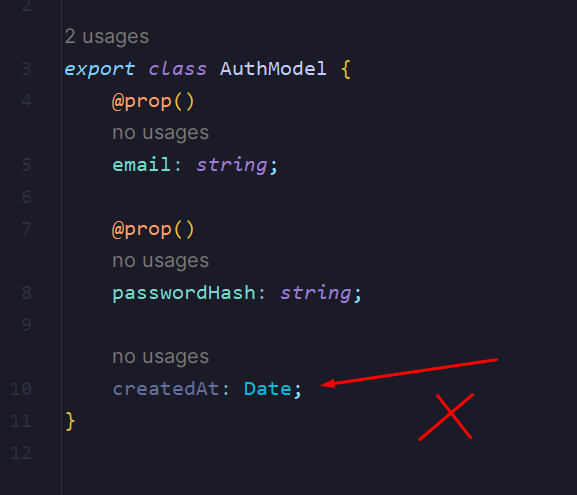 2
2 usages
3 export class AuthModel {
4 @prop()
no usages
5 email: string;
6
7 @prop()
no usages
8 passwordHash: string;
9
no usages
10 createdAt: Date;
11 }
12